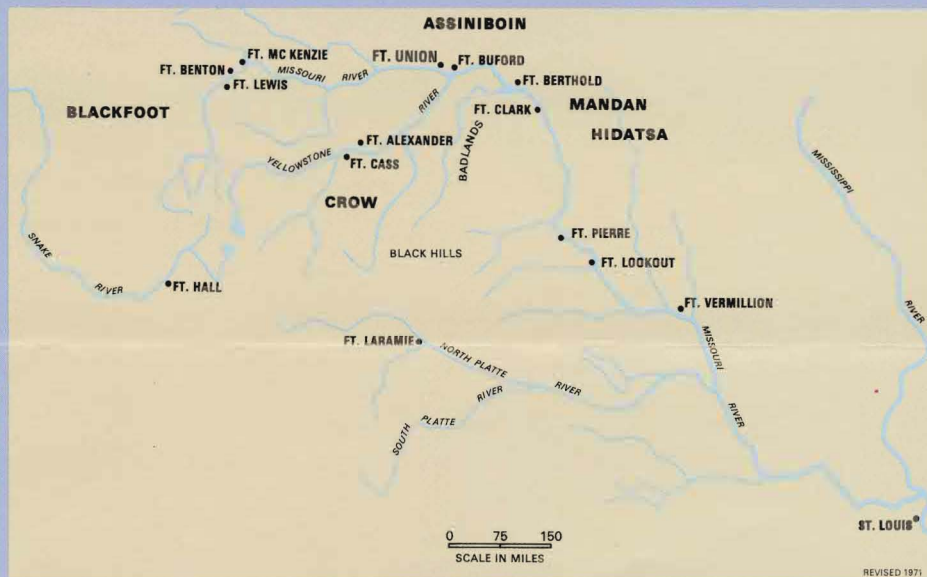 ASSINIBOIN
FT. MC KENZIE
FT. UNION
FT. BUFORD
FT. BENTON
MISSOURI
RIVER
FT. BERTHOLD
FT. LEWIS
RIVER
FT. CLARK
MANDAN
BLACKFOOT
HIDATSA
FT. ALEXANDER
BADLANDS
YELLOWSTONE
FT. CASS
MISSISSIPPI
CROW
SNAKE
FT. PIERRE
BLACK HILLS
FT. LOOKOUT
RIVER
FT. HALL
FT. VERMILLION
RIVER
FT. LARAMIE
NORTH PLATTE
MISSOURI
RIVER
RIVER
RIVER
SOUTH
PLATTE
ST. LOUIS
0 75 150
SCALE IN MILES
REVISED 1971